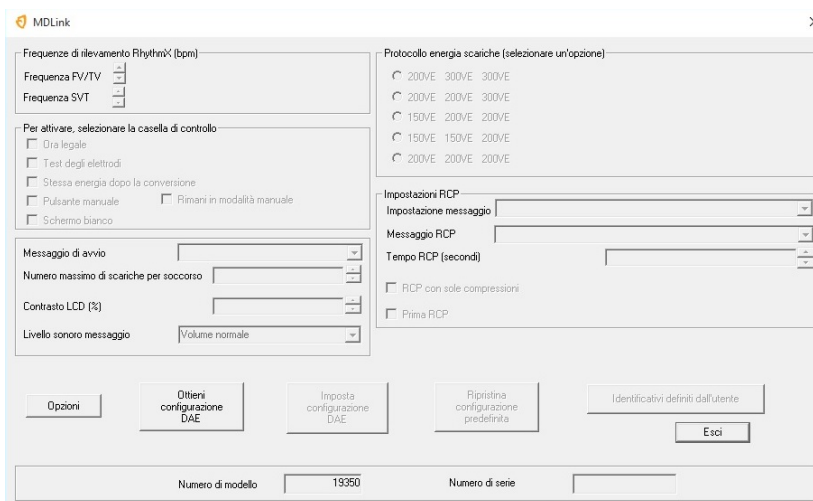 MDLink
Frequenze di rilevamento RhythmX (bpm)
Frequenza FV/TV
Frequenza SVT
Per attivare, selezionare la casella di controllo
Ora legale
Test degli elettrodi
Stessa energia dopo la conversione
Pulsante manuale Rimani in modalità manuale
Schermo bianco
Messaggio di avvio
Numero massimo di scariche per soccorso
Contrasto LCD (%)
Livello sonoro messaggio Volume normale
Protocollo energia scariche (selezionare un'opzione)
200VE 300VE 300VE
200VE 200VE 300VE
150VE 200VE 200VE
150VE 150VE 200VE
200VE 200VE 200VE
Impostazioni RCP
Impostazione messaggio
Messaggio RCP
Tempo RCP (secondi)
RCP con sole compressioni
Prima RCP
Opzioni
Ottieni
configurazione
DAE
Imposta
configurazione
DAE
Ripristina
configurazione
predefinita
Identificativi definiti dall'utente
Esci
Numero di modello 19350 Numero di serie